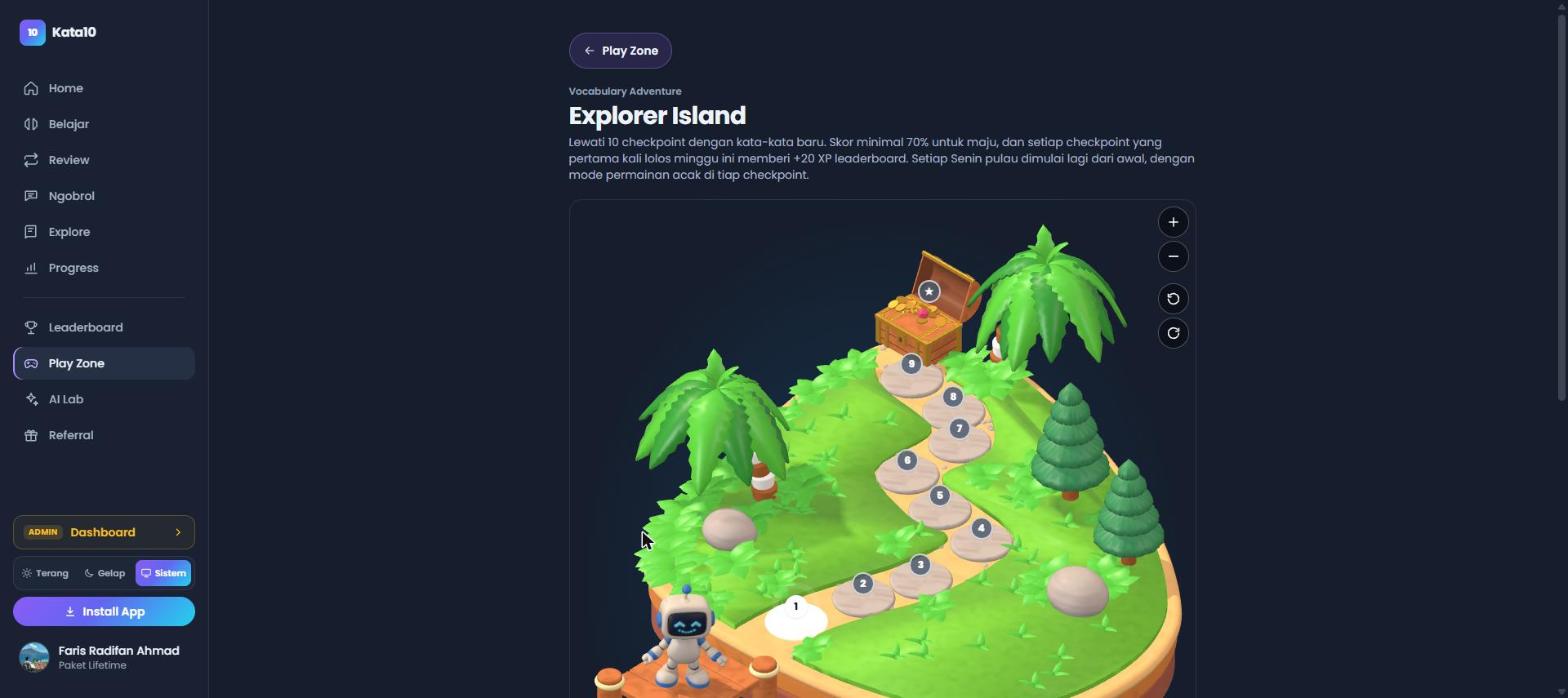 10 Kata10
Home
Belajar
Review
Ngobrol
Explore
Progress
Leaderboard
Play Zone
AI Lab
Referral
ADMIN Dashboard
Terang Gelap Sistem
Install App
Faris Radifan Ahmad
Paket Lifetime
← Play Zone
Vocabulary Adventure
Explorer Island
Lewati 10 checkpoint dengan kata-kata baru. Skor minimal 70% untuk maju, dan setiap checkpoint yang
pertama kali lolos minggu ini memberi +20 XP leaderboard. Setiap Senin pulau dimulai lagi dari awal, dengan
mode permainan acak di tiap checkpoint.
+
−
9
8
7
6
5
4
3
2
1